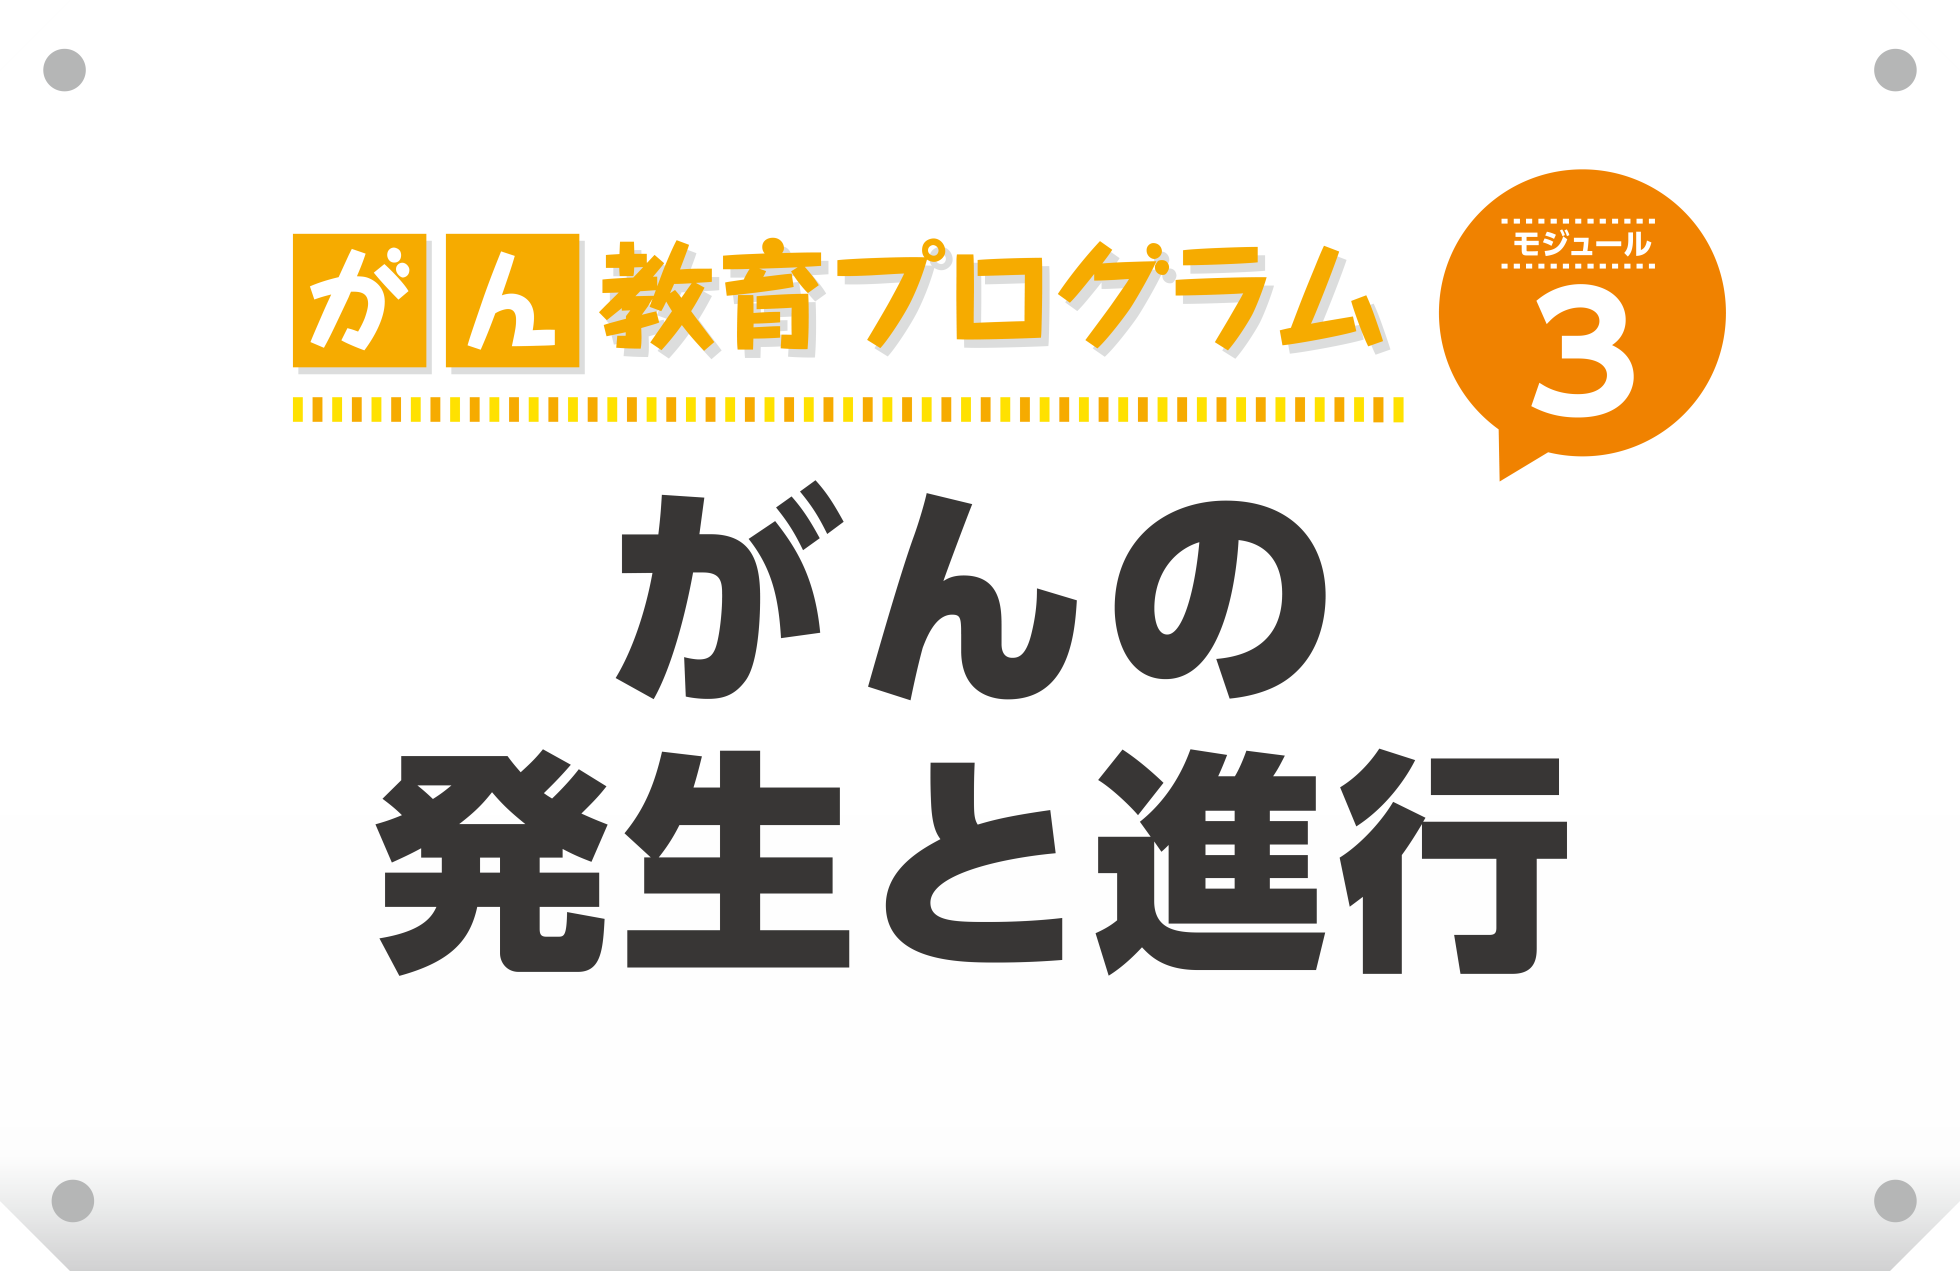 がん教育プログラム
モジュール
3
がんの
発生と進行